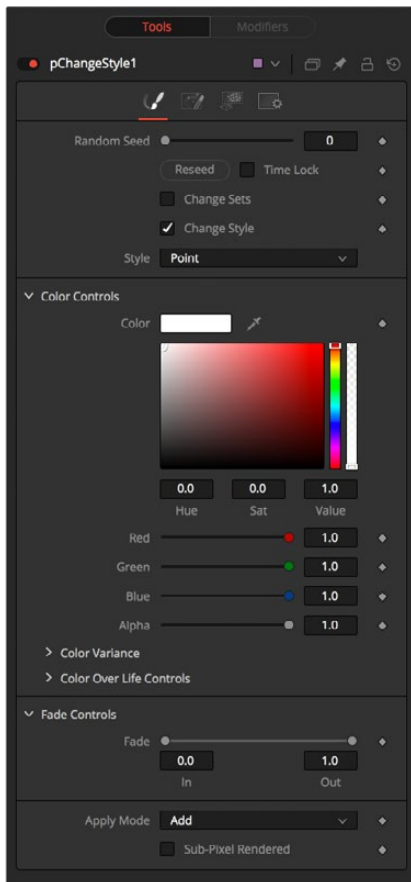 Tools Modifiers
pChangeStyle1
Random Seed 0
Reseed Time Lock
Change Sets
Change Style
Style Point
Color Controls
Color
0.0 0.0 1.0
Hue Sat Value
Red 1.0
Green 1.0
Blue 1.0
Alpha 1.0
Color Variance
Color Over Life Controls
Fade Controls
Fade
0.0 1.0
In Out
Apply Mode Add
Sub-Pixel Rendered